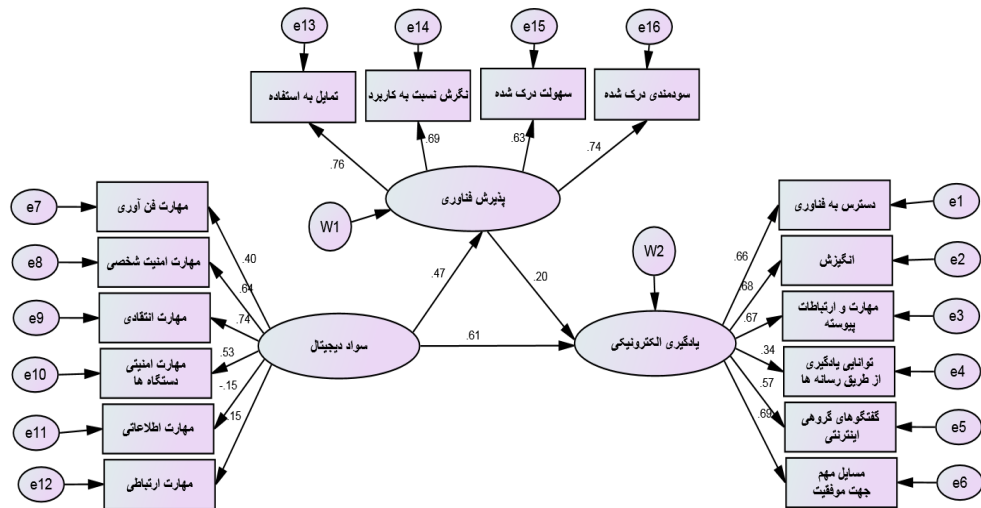 e13
e14
e15
e16
تمایل به استفاده
نگرش نسبت به کاربرد
سهولت درک شده
سودمندی درک شده
.76
.69
.63
.74
پذیرش فناوری
W1
W2
e7
مهارت فن آوری
e8
مهارت امنیت شخصی
e9
مهارت انتقادی
e10
مهارت امنیتی
دستگاه ها
e11
مهارت اطلاعاتی
e12
مهارت ارتباطی
.40
.64
.74
.53
-.15
.15
سواد دیجیتال
.47
.20
.61
یادگیری الکترونیکی
.66
.68
.67
.34
.57
.69
دسترس به فناوری
e1
انگیزش
e2
مهارت و ارتباطات
پیوسته
e3
توانایی یادگیری
از طریق رسانه ها
e4
گفتگوهای گروهی
اینترنتی
e5
مسایل مهم
جهت موفقیت
e6